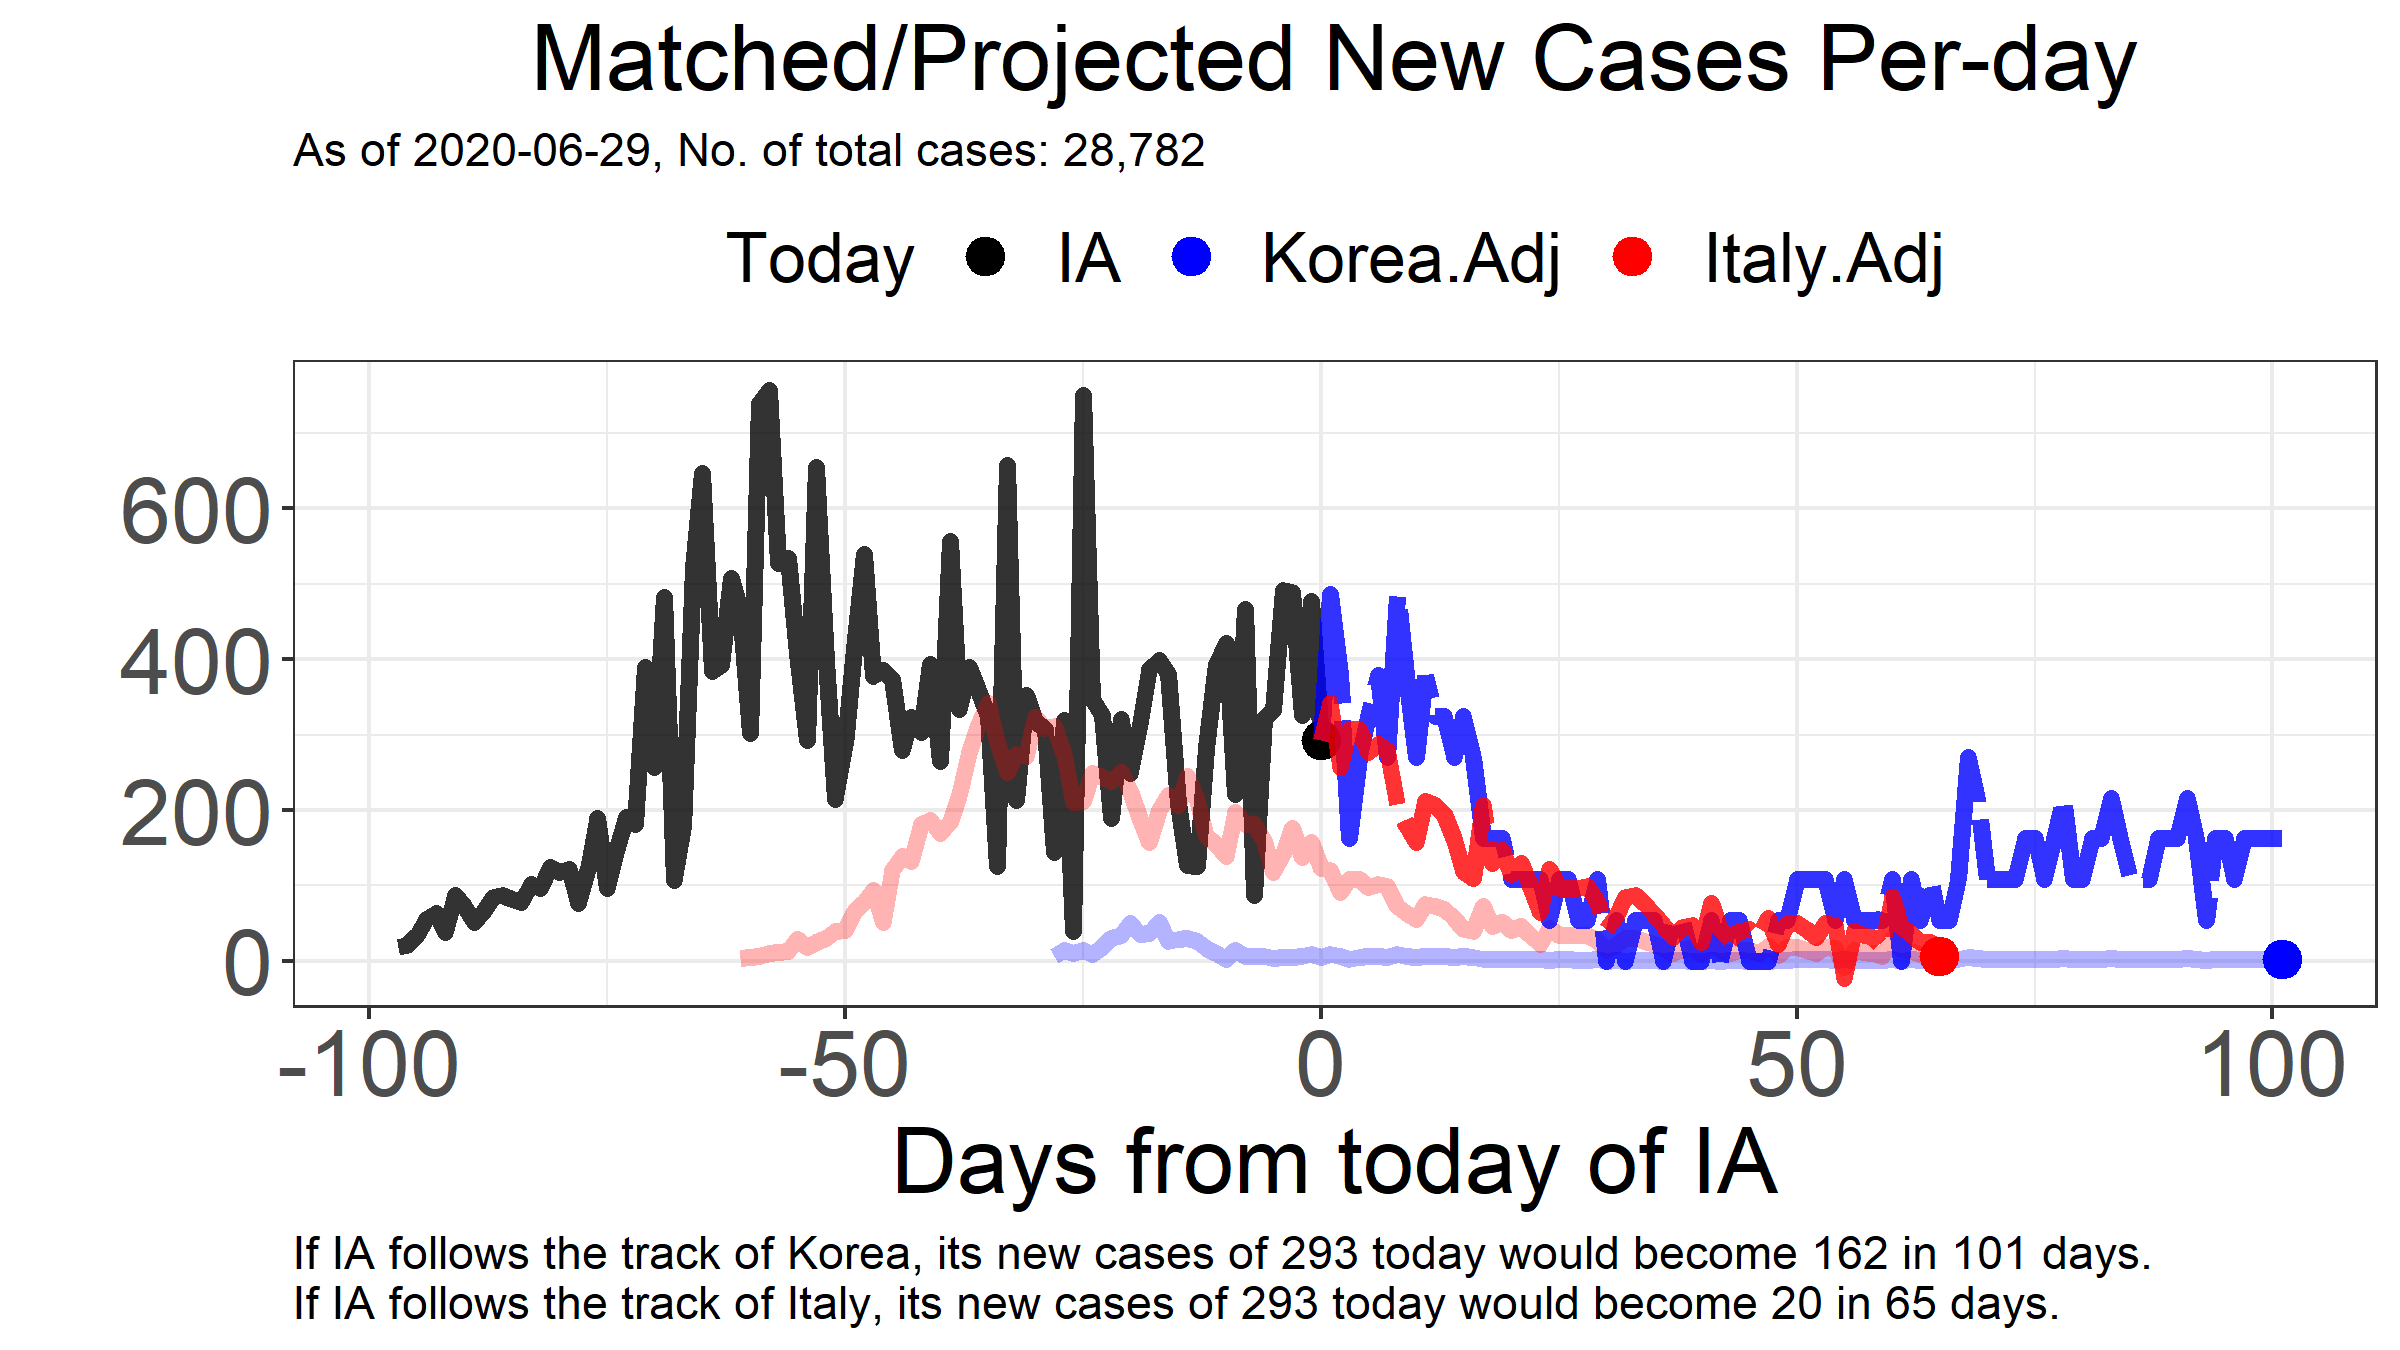 Matched/Projected New Cases Per-day
As of 2020-06-29, No. of total cases: 28,782
Today IA Korea.Adj Italy.Adj
600
400
200
0
-100 -50 0 50 100
Days from today of IA
If IA follows the track of Korea, its new cases of 293 today would become 162 in 101 days.
If IA follows the track of Italy, its new cases of 293 today would become 20 in 65 days.